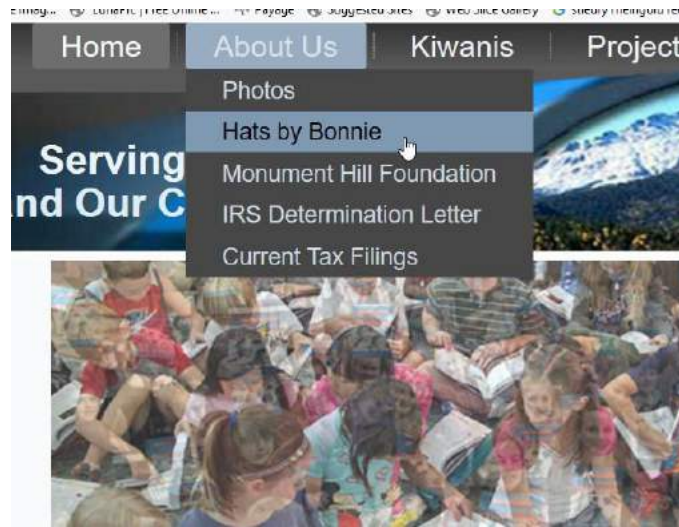 Home About Us Kiwanis Project
Photos
Hats by Bonnie
Serving
Monument Hill Foundation
nd Our C
IRS Determination Letter
Current Tax Filings